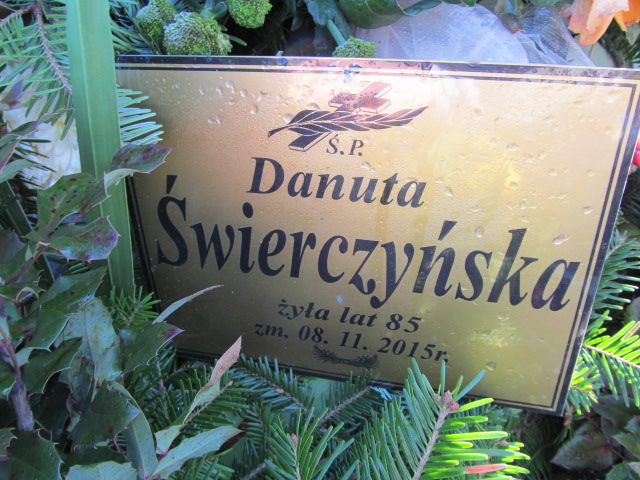 Ś.P.
Danuta
Świerczyńska
żyła lat 85
zm. 08. 11. 2015r.